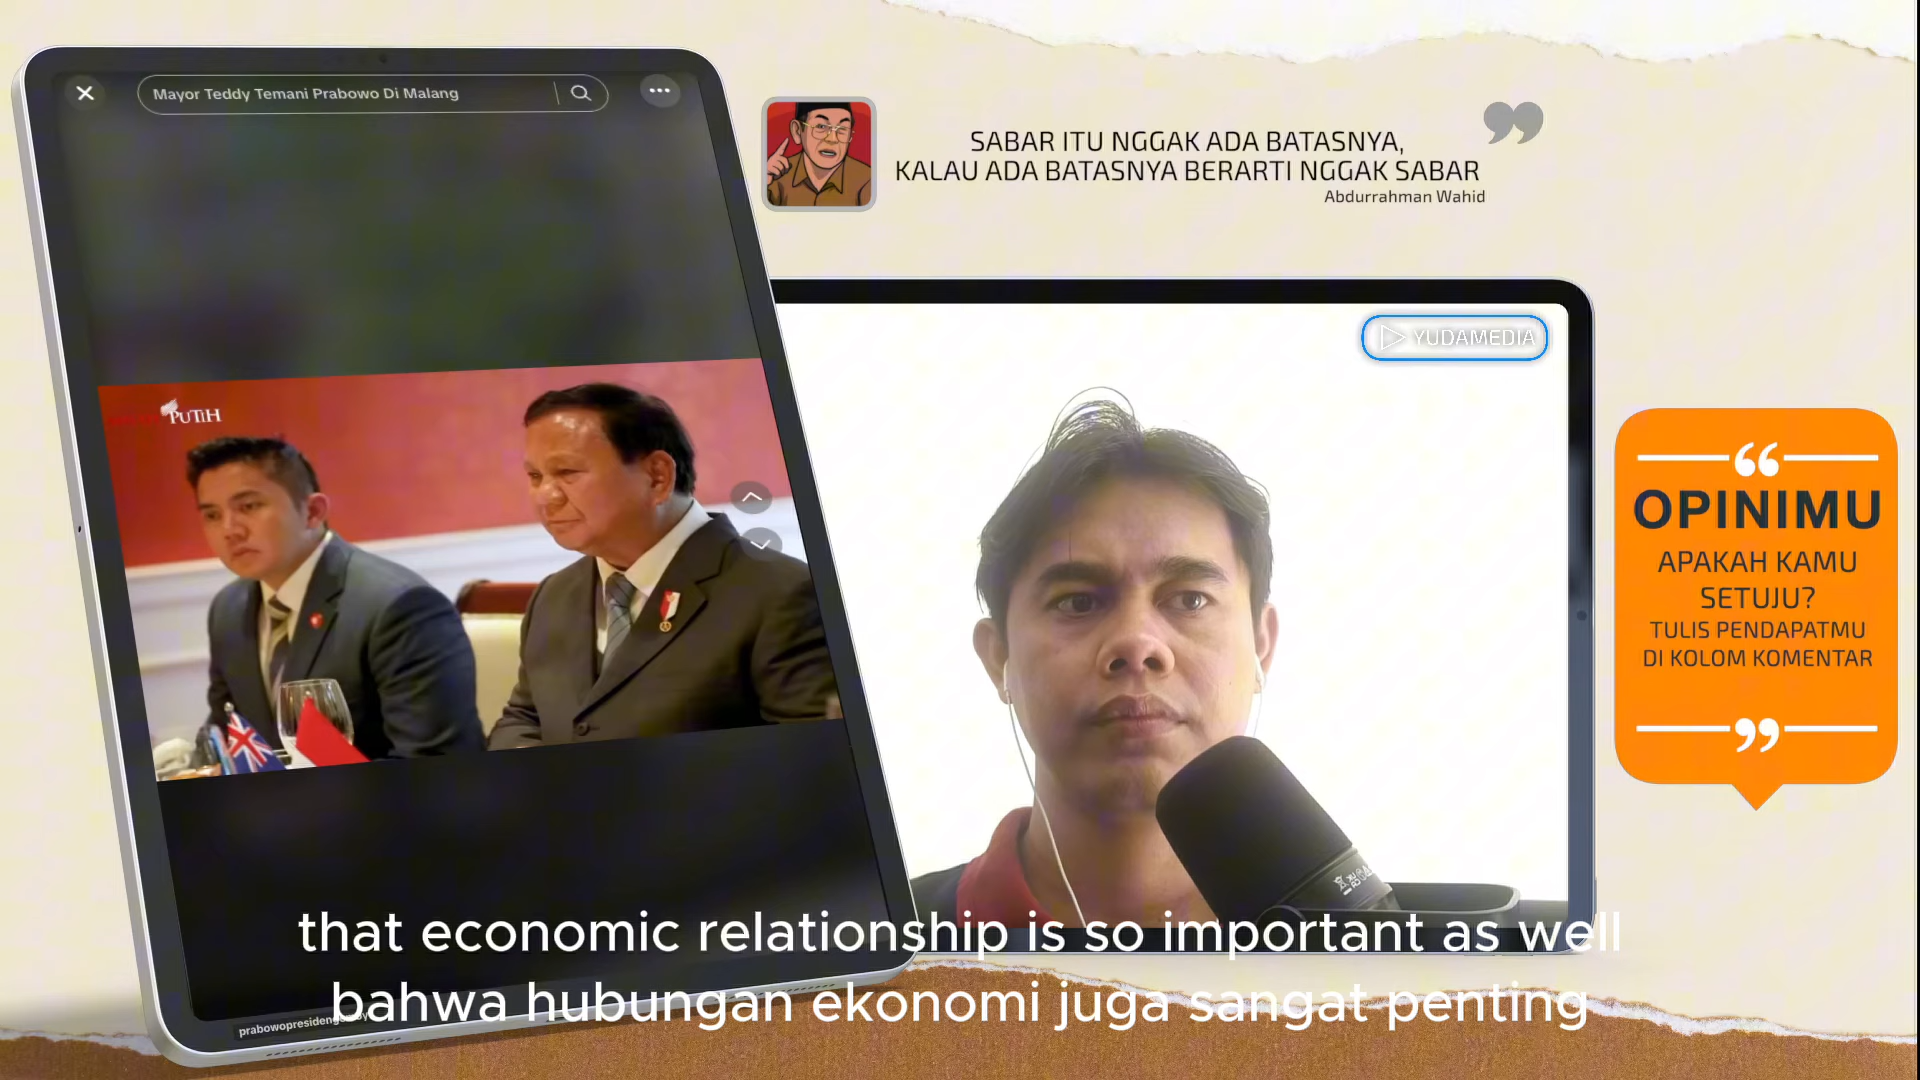 Mayor Teddy Temani Prabowo Di Malang
SABAR ITU NGGAK ADA BATASNYA,
KALAU ADA BATASNYA BERARTI NGGAK SABAR
Abdurrahman Wahid
YUDAMEDIA
PUTIH
OPINIMU
APAKAH KAMU
SETUJU?
TULIS PENDAPATMU
DI KOLOM KOMENTAR
that economic relationship is so important as well
bahwa hubungan ekonomi juga sangat penting